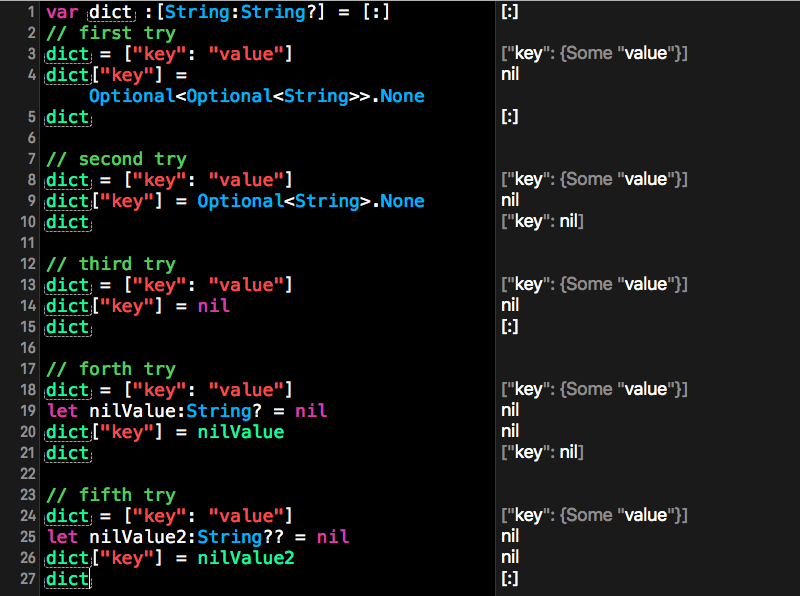 1 var dict :[String:String?] = [:] [:]
2 // first try
3 dict = ["key": "value"] ["key": {Some "value"}]
4 dict["key"] = nil
Optional<Optional<String>>.None
5 dict [:]
6
7 // second try
8 dict = ["key": "value"] ["key": {Some "value"}]
9 dict["key"] = Optional<String>.None nil
10 dict ["key": nil]
11
12 // third try
13 dict = ["key": "value"] ["key": {Some "value"}]
14 dict["key"] = nil nil
15 dict [:]
16
17 // forth try
18 dict = ["key": "value"] ["key": {Some "value"}]
19 let nilValue:String? = nil nil
20 dict["key"] = nilValue nil
21 dict ["key": nil]
22
23 // fifth try
24 dict = ["key": "value"] ["key": {Some "value"}]
25 let nilValue2:String?? = nil nil
26 dict["key"] = nilValue2 nil
27 dict [:]